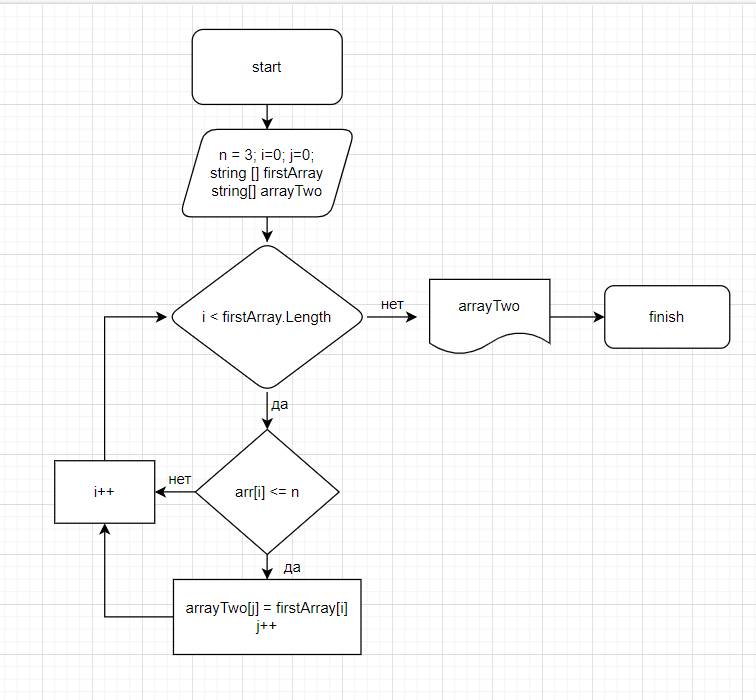 start
n = 3; i=0; j=0;
string [] firstArray
string[] arrayTwo
i < firstArray.Length
нет
arrayTwo
finish
да
arr[i] <= n
нет
i++
да
arrayTwo[j] = firstArray[i]
j++